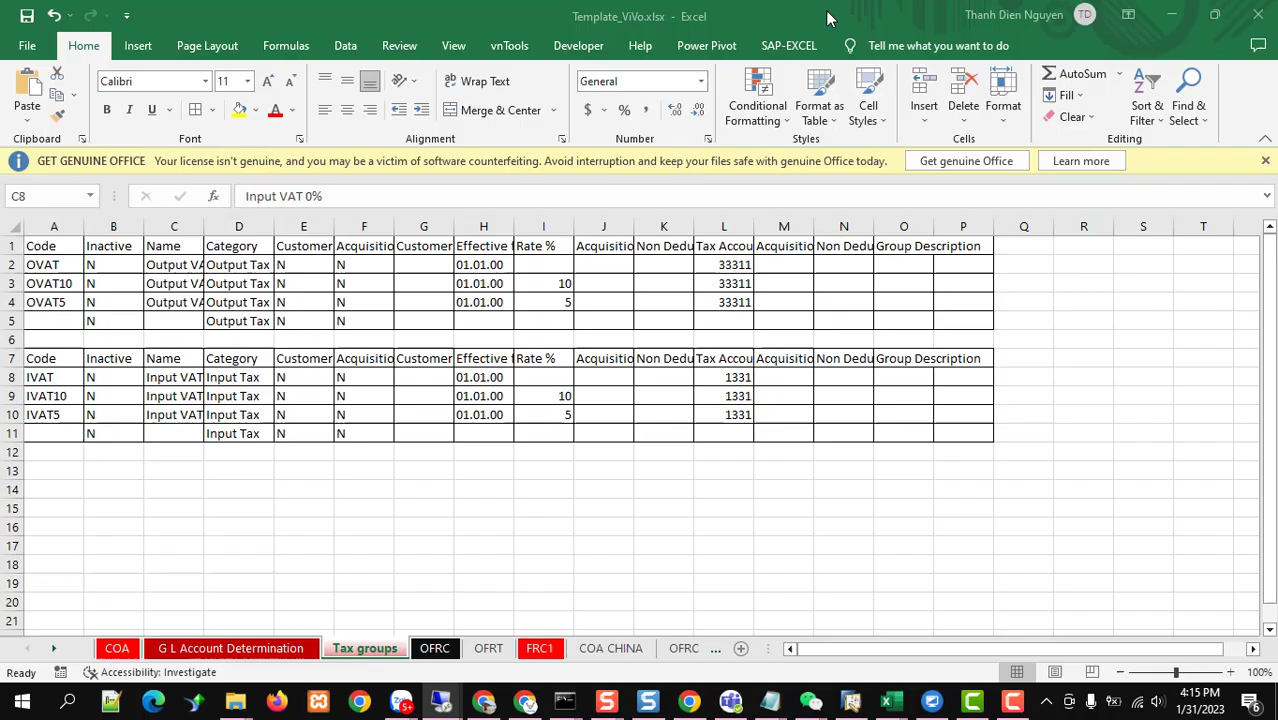 Template_ViVo.xlsx - Excel
Thanh Dien Nguyen TD
File Home Insert Page Layout Formulas Data Review View vnTools Developer Help Power Pivot SAP-EXCEL Tell me what you want to do
Paste
Calibri 11
B I U
Wrap Text
Merge & Center
General
$ % ,
Conditional Formatting
Format as Table
Cell Styles
Insert
Delete
Format
AutoSum
Fill
Clear
Sort & Filter
Find & Select
Clipboard Font Alignment Number Styles Cells Editing
GET GENUINE OFFICE Your license isn't genuine, and you may be a victim of software counterfeiting. Avoid interruption and keep your files safe with genuine Office today. Get genuine Office Learn more
C8 fx Input VAT 0%
A B C D E F G H I J K L M N O P Q R S T
1 Code Inactive Name Category Customer Acquisitio Customer Effective f Rate % Acquisitio Non Dedu Tax Accou Acquisitio Non Dedu Group Description
2 OVAT N Output VA Output Tax N N 01.01.00 33311
3 OVAT10 N Output VA Output Tax N N 01.01.00 10 33311
4 OVAT5 N Output VA Output Tax N N 01.01.00 5 33311
5 N Output Tax N N
6
7 Code Inactive Name Category Customer Acquisitio Customer Effective f Rate % Acquisitio Non Dedu Tax Accou Acquisitio Non Dedu Group Description
8 IVAT N Input VAT Input Tax N N 01.01.00 1331
9 IVAT10 N Input VAT Input Tax N N 01.01.00 10 1331
10 IVAT5 N Input VAT Input Tax N N 01.01.00 5 1331
11 N Input Tax N N
12
13
14
15
16
17
18
19
20
21
COA G L Account Determination Tax groups OFRC OFRT FRC1 COA CHINA OFRC ...
Ready Accessibility: Investigate 100%
4:15 PM
1/31/2023